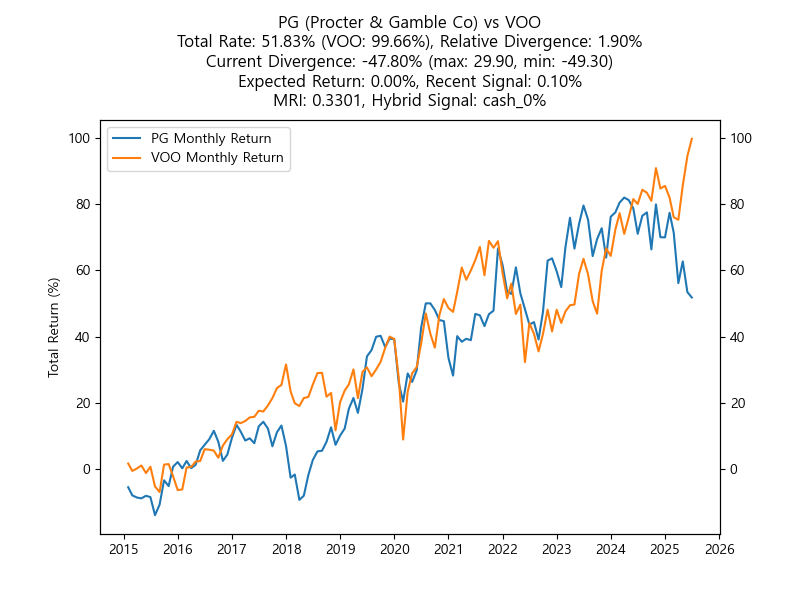 PG (Procter & Gamble Co) vs VOO
Total Rate: 51.83% (VOO: 99.66%), Relative Divergence: 1.90%
Current Divergence: -47.80% (max: 29.90, min: -49.30)
Expected Return: 0.00%, Recent Signal: 0.10%
MRI: 0.3301, Hybrid Signal: cash_0%
PG Monthly Return
VOO Monthly Return
Total Return (%)
100
80
60
40
20
0
100
80
60
40
20
0
2015 2016 2017 2018 2019 2020 2021 2022 2023 2024 2025 2026